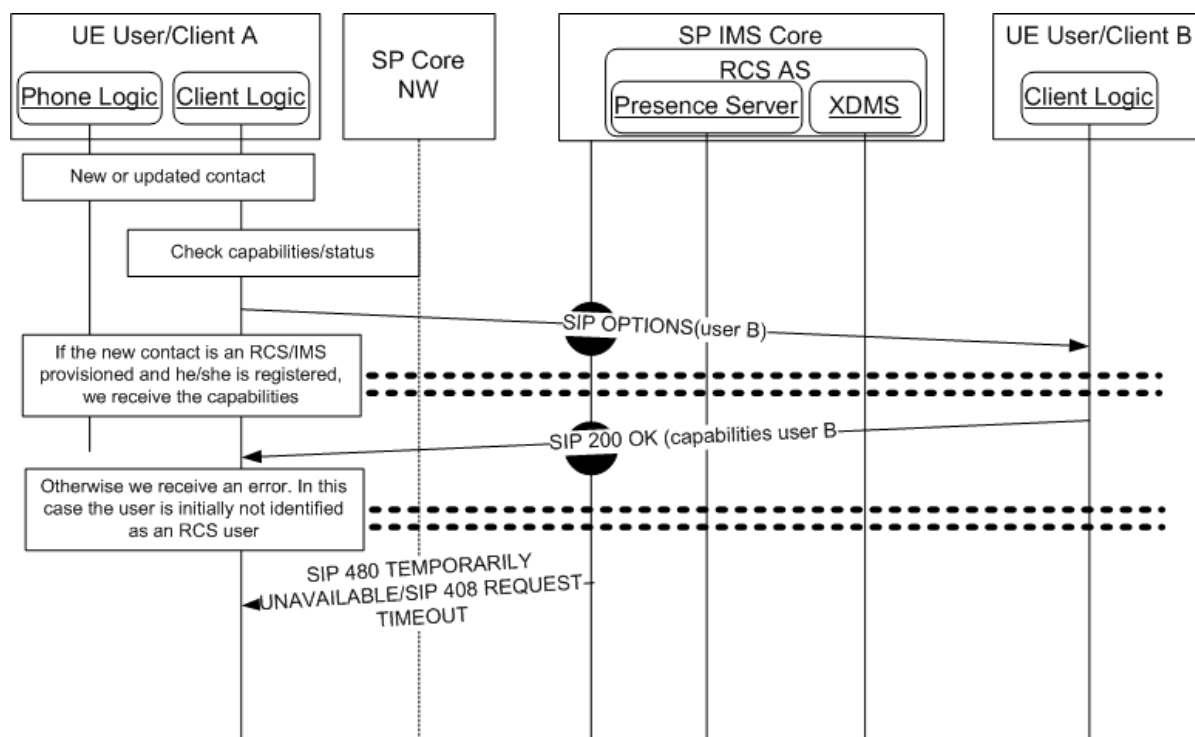 UE User/Client A
Phone Logic
Client Logic
SP Core
NW
SP IMS Core
RCS AS
Presence Server
XDMS
UE User/Client B
Client Logic
New or updated contact
Check capabilities/status
SIP OPTIONS(user B)
If the new contact is an RCS/IMS
provisioned and he/she is registered,
we receive the capabilities
SIP 200 OK (capabilities user B
Otherwise we receive an error. In this
case the user is initially not identified
as an RCS user
SIP 480 TEMPORARILY
UNAVAILABLE/SIP 408 REQUEST
TIMEOUT